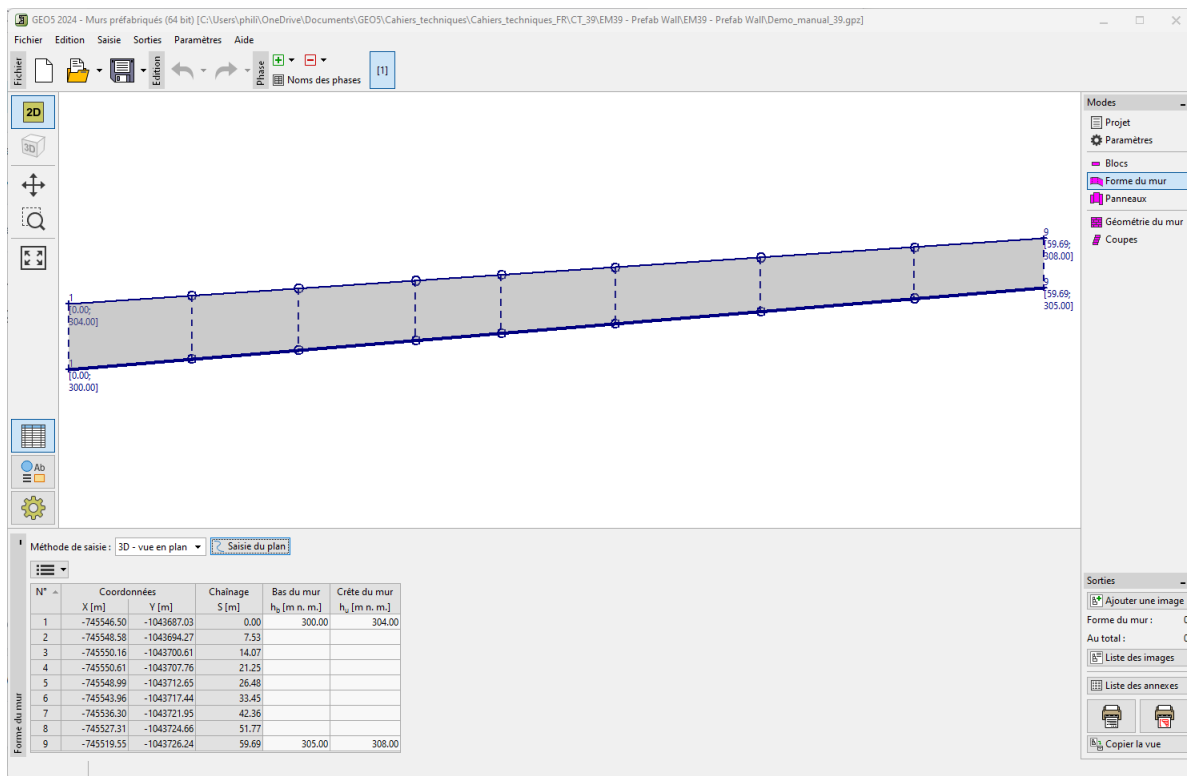 GEO5 2024 - Murs préfabriqués (64 bit) [C:\Users\phili\OneDrive\Documents\GEO5\Cahiers_techniques\Cahiers_techniques_FR\CT_39\EM39 - Prefab Wall\EM39 - Prefab Wall\Demo_manual_39.gpz]
Fichier Edition Saisie Sorties Paramètres Aide
Fichier
Edition
Phase
Noms des phases
[1]
2D
3D
Ab
1
[0.00;
304.00]
1
[0.00;
300.00]
9
[59.69;
308.00]
9
[59.69;
305.00]
Modes
Projet
Paramètres
Blocs
Forme du mur
Panneaux
Géométrie du mur
Coupes
Forme du mur
Méthode de saisie : 3D - vue en plan Saisie du plan
N° Coordonnées Chaînage Bas du mur Crête du mur
X [m] Y [m] S [m] hb [m n. m.] hu [m n. m.]
1 -745546.50 -1043687.03 0.00 300.00 304.00
2 -745548.58 -1043694.27 7.53
3 -745550.16 -1043700.61 14.07
4 -745550.61 -1043707.76 21.25
5 -745548.99 -1043712.65 26.48
6 -745543.96 -1043717.44 33.45
7 -745536.30 -1043721.95 42.36
8 -745527.31 -1043724.66 51.77
9 -745519.55 -1043726.24 59.69 305.00 308.00
Sorties
Ajouter une image
Forme du mur :
Au total :
Liste des images
Liste des annexes
Copier la vue